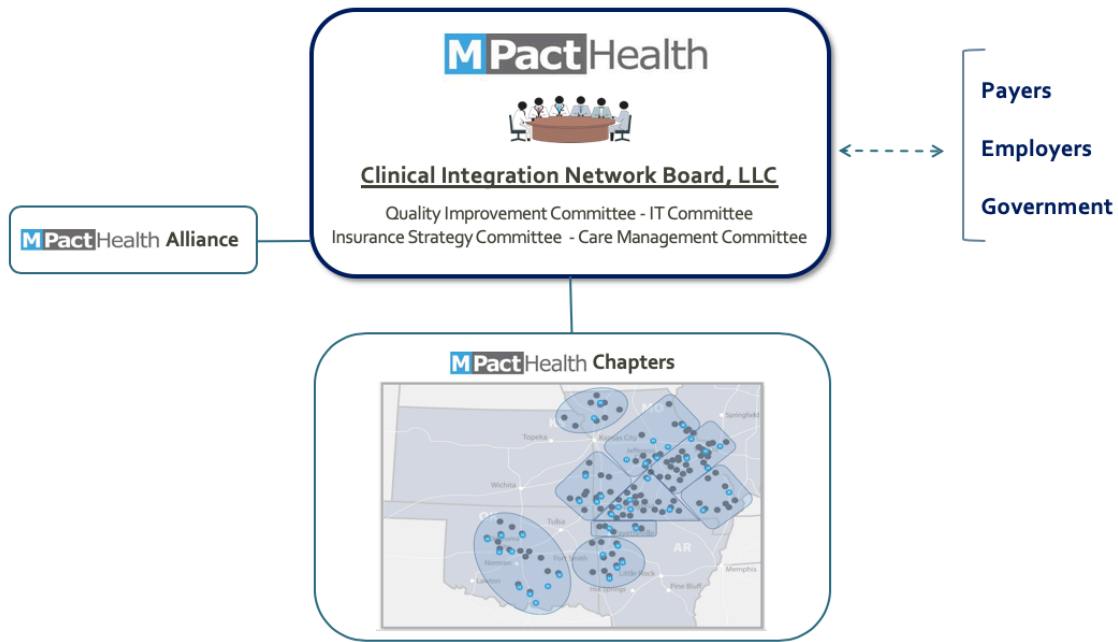 MPactHealth
Clinical Integration Network Board, LLC
Quality Improvement Committee - IT Committee
Insurance Strategy Committee - Care Management Committee
Payers
Employers
Government
MPactHealth Alliance
MPactHealth Chapters
MO
Springfield
Topeka
Kansas City
Wichita
Tulsa
Norman
Lawton
Fort Smith
AR
Little Rock
Memphis
Hot Springs
Pine Bluff